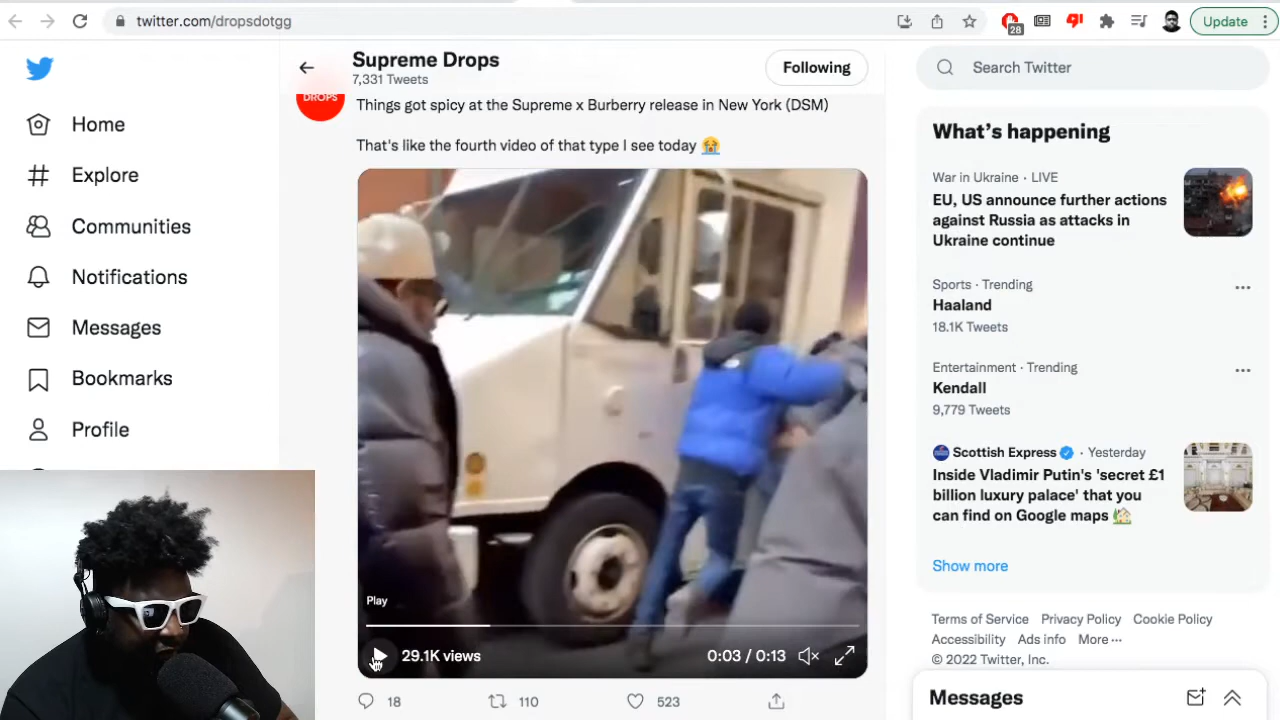 twitter.com/dropsdotgg
28
Update
Supreme Drops
7,331 Tweets
Following
Search Twitter
Home
Explore
Communities
Notifications
Messages
Bookmarks
Profile
DROPS
Things got spicy at the Supreme x Burberry release in New York (DSM)
That's like the fourth video of that type I see today 😭
Play
29.1K views
0:03 / 0:13
18
110
523
What's happening
War in Ukraine · LIVE
EU, US announce further actions
against Russia as attacks in
Ukraine continue
Sports · Trending
Haaland
18.1K Tweets
Entertainment · Trending
Kendall
9,779 Tweets
Scottish Express · Yesterday
Inside Vladimir Putin's 'secret £1
billion luxury palace' that you
can find on Google maps 🏡
Show more
Terms of Service Privacy Policy Cookie Policy
Accessibility Ads info More ···
© 2022 Twitter, Inc.
Messages